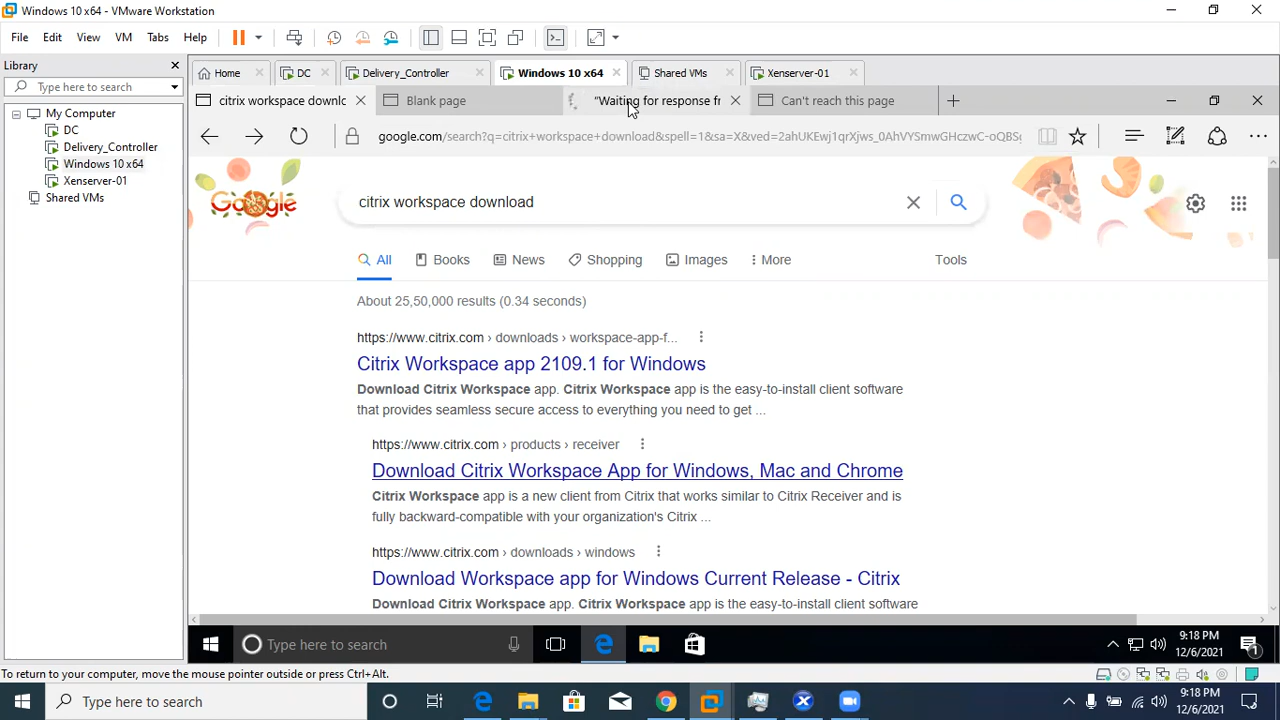 Windows 10 x64 - VMware Workstation
File Edit View VM Tabs Help
Library
Type here to search
My Computer
DC
Delivery_Controller
Windows 10 x64
Xenserver-01
Shared VMs
Home DC Delivery_Controller Windows 10 x64 Shared VMs Xenserver-01
citrix workspace downlc Blank page "Waiting for response fr Can't reach this page
google.com/search?q=citrix+workspace+download&spell=1&sa=X&ved=2ahUKEwj1qrXjws_0AhVYSmwGHczwC-oQBSg
Google
citrix workspace download
All Books News Shopping Images More Tools
About 25,50,000 results (0.34 seconds)
https://www.citrix.com › downloads › workspace-app-f...
Citrix Workspace app 2109.1 for Windows
Download Citrix Workspace app. Citrix Workspace app is the easy-to-install client software
that provides seamless secure access to everything you need to get ...
https://www.citrix.com › products › receiver
Download Citrix Workspace App for Windows, Mac and Chrome
Citrix Workspace app is a new client from Citrix that works similar to Citrix Receiver and is
fully backward-compatible with your organization's Citrix ...
https://www.citrix.com › downloads › windows
Download Workspace app for Windows Current Release - Citrix
Download Citrix Workspace app. Citrix Workspace app is the easy-to-install client software
Type here to search
9:18 PM
12/6/2021
1
To return to your computer, move the mouse pointer outside or press Ctrl+Alt.
Type here to search
9:18 PM
12/6/2021